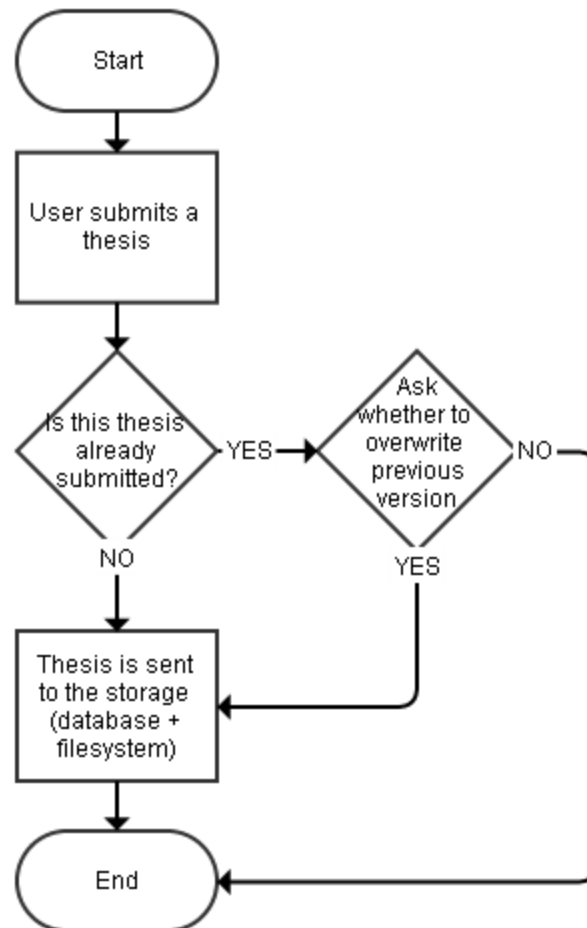 Start
User submits a
thesis
Is this thesis
already
submitted?
YES
Ask
whether to
overwrite
previous
version
NO
NO
YES
Thesis is sent
to the storage
(database +
filesystem)
End